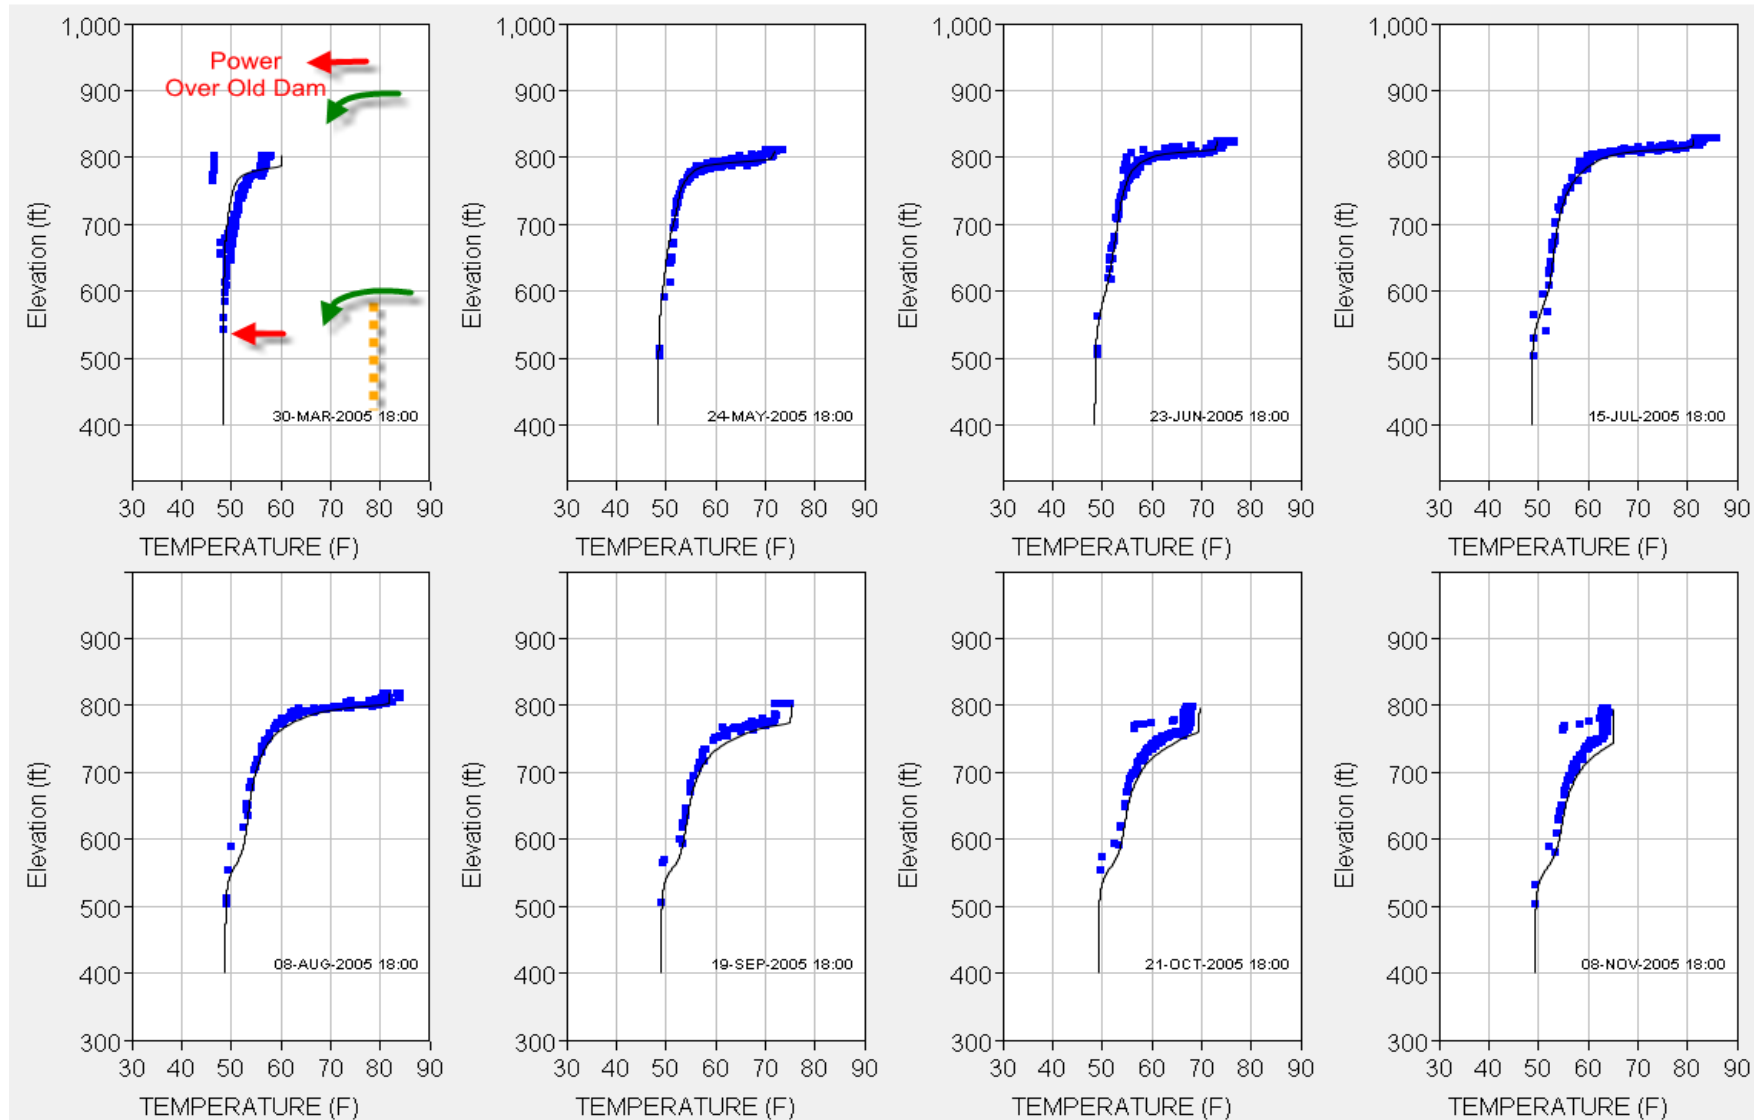 1,000
900
800
700
600
500
400
30 40 50 60 70 80 90
Elevation (ft)
TEMPERATURE (F)
Power
Over Old Dam
30-MAR-2005 18:00
1,000
900
800
700
600
500
400
30 40 50 60 70 80 90
Elevation (ft)
TEMPERATURE (F)
24-MAY-2005 18:00
1,000
900
800
700
600
500
400
30 40 50 60 70 80 90
Elevation (ft)
TEMPERATURE (F)
23-JUN-2005 18:00
1,000
900
800
700
600
500
400
30 40 50 60 70 80 90
Elevation (ft)
TEMPERATURE (F)
15-JUL-2005 18:00
900
800
700
600
500
400
300
30 40 50 60 70 80 90
Elevation (ft)
TEMPERATURE (F)
08-AUG-2005 18:00
900
800
700
600
500
400
300
30 40 50 60 70 80 90
Elevation (ft)
TEMPERATURE (F)
19-SEP-2005 18:00
900
800
700
600
500
400
300
30 40 50 60 70 80 90
Elevation (ft)
TEMPERATURE (F)
21-OCT-2005 18:00
900
800
700
600
500
400
300
30 40 50 60 70 80 90
Elevation (ft)
TEMPERATURE (F)
08-NOV-2005 18:00